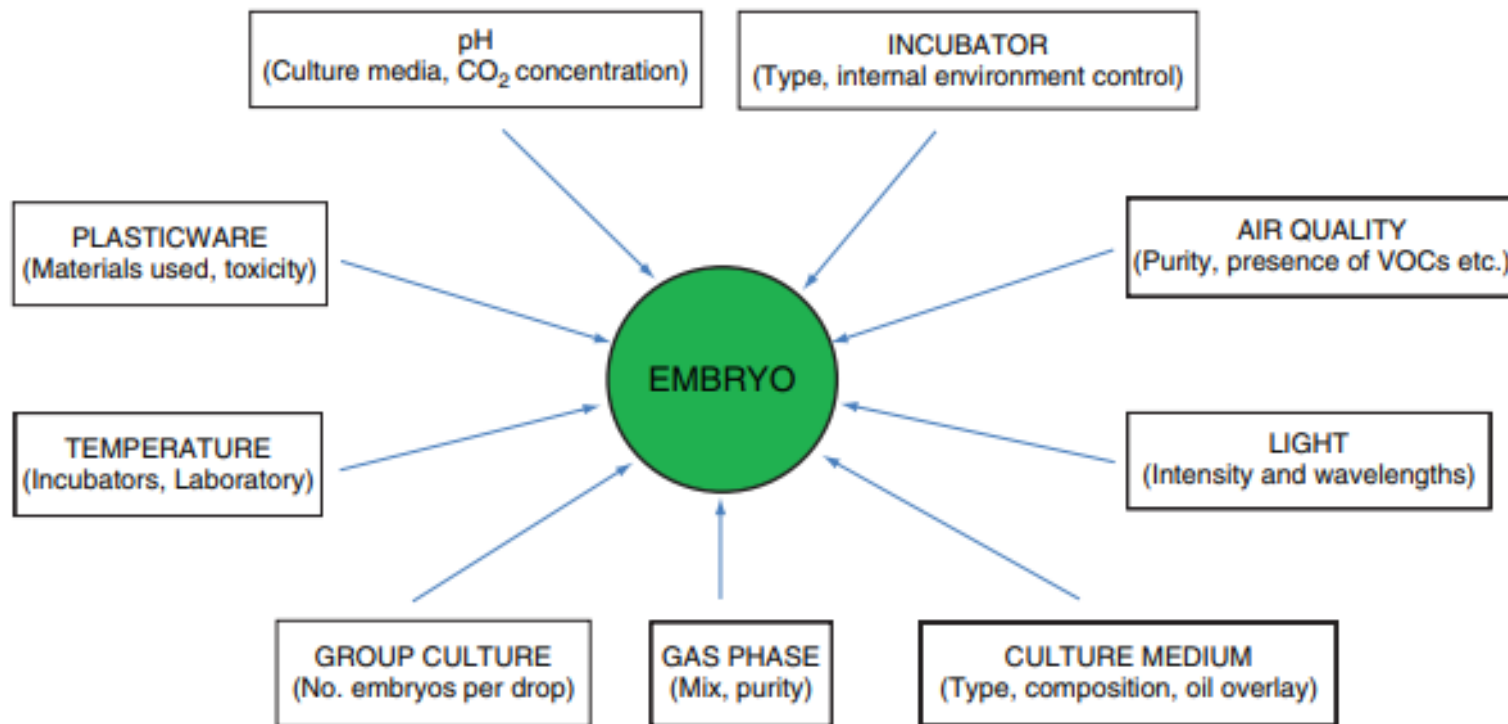 pH
(Culture media, CO₂ concentration)
INCUBATOR
(Type, internal environment control)
PLASTICWARE
(Materials used, toxicity)
AIR QUALITY
(Purity, presence of VOCs etc.)
EMBRYO
TEMPERATURE
(Incubators, Laboratory)
LIGHT
(Intensity and wavelengths)
GROUP CULTURE
(No. embryos per drop)
GAS PHASE
(Mix, purity)
CULTURE MEDIUM
(Type, composition, oil overlay)